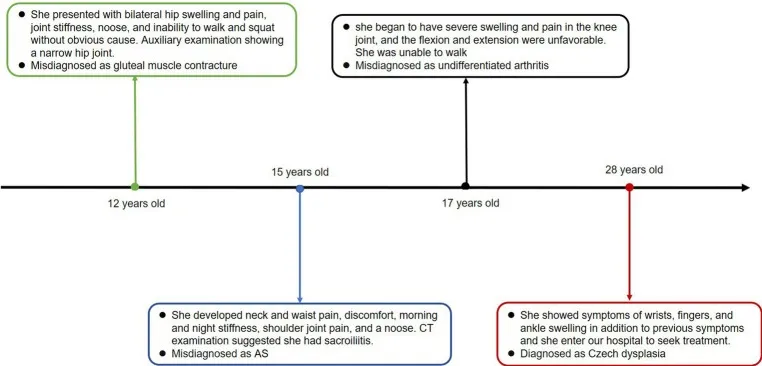 ● She presented with bilateral hip swelling and pain,
joint stiffness, noose, and inability to walk and squat
without obvious cause. Auxiliary examination showing
a narrow hip joint.
● Misdiagnosed as gluteal muscle contracture
● she began to have severe swelling and pain in the knee
joint, and the flexion and extension were unfavorable.
She was unable to walk
● Misdiagnosed as undifferentiated arthritis
15 years old
28 years old
12 years old
17 years old
● She developed neck and waist pain, discomfort, morning
and night stiffness, shoulder joint pain, and a noose. CT
examination suggested she had sacroiliitis.
● Misdiagnosed as AS
● She showed symptoms of wrists, fingers, and
ankle swelling in addition to previous symptoms
and she enter our hospital to seek treatment.
● Diagnosed as Czech dysplasia